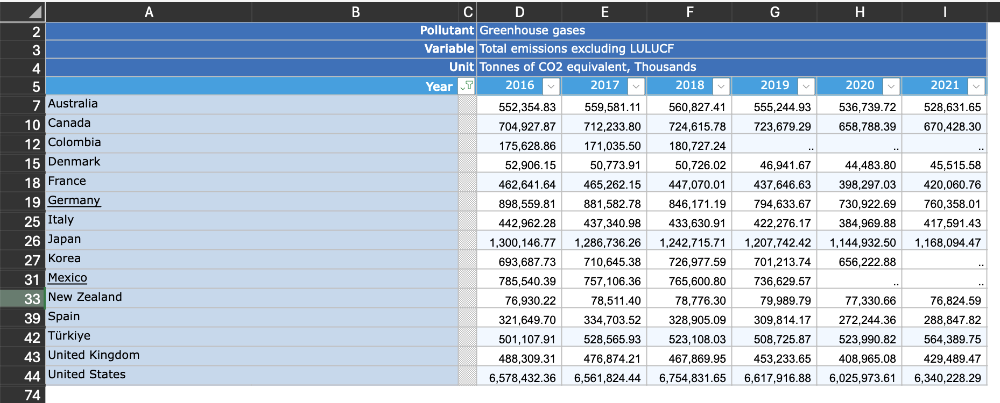 A B C D E F G H I
2 Pollutant Greenhouse gases
3 Variable Total emissions excluding LULUCF
4 Unit Tonnes of CO2 equivalent, Thousands
5 Year 2016 2017 2018 2019 2020 2021
7 Australia 552,354.83 559,581.11 560,827.41 555,244.93 536,739.72 528,631.65
10 Canada 704,927.87 712,233.80 724,615.78 723,679.29 658,788.39 670,428.30
12 Colombia 175,628.86 171,035.50 180,727.24 .. .. ..
15 Denmark 52,906.15 50,773.91 50,726.02 46,941.67 44,483.80 45,515.58
18 France 462,641.64 465,262.15 447,070.01 437,646.63 398,297.03 420,060.76
19 Germany 898,559.81 881,582.78 846,171.19 794,633.67 730,922.69 760,358.01
25 Italy 442,962.28 437,340.98 433,630.91 422,276.17 384,969.88 417,591.43
26 Japan 1,300,146.77 1,286,736.26 1,242,715.71 1,207,742.42 1,144,932.50 1,168,094.47
27 Korea 693,687.73 710,645.38 726,977.59 701,213.74 656,222.88 ..
31 Mexico 785,540.39 757,106.36 765,600.80 736,629.57 .. ..
33 New Zealand 76,930.22 78,511.40 78,776.30 79,989.79 77,330.66 76,824.59
39 Spain 321,649.70 334,703.52 328,905.09 309,814.17 272,244.36 288,847.82
42 Türkiye 501,107.91 528,565.93 523,108.03 508,725.87 523,990.82 564,389.75
43 United Kingdom 488,309.31 476,874.21 467,869.95 453,233.65 408,965.08 429,489.47
44 United States 6,578,432.36 6,561,824.44 6,754,831.65 6,617,916.88 6,025,973.61 6,340,228.29
74